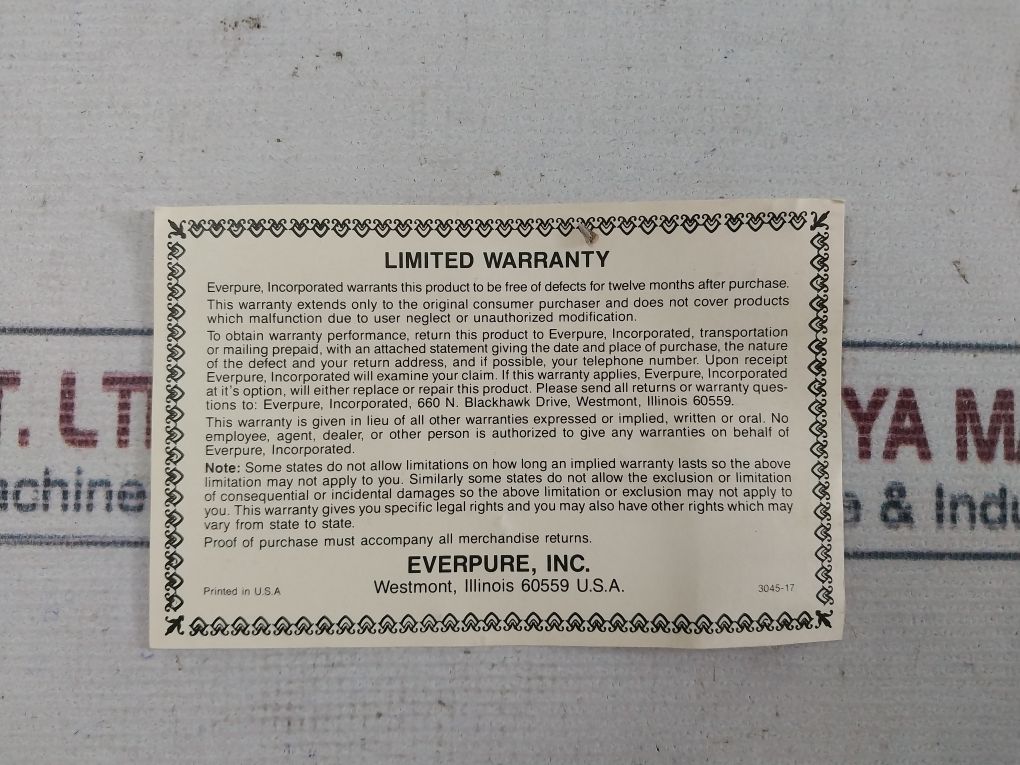 LIMITED WARRANTY
Everpure, Incorporated warrants this product to be free of defects for twelve months after purchase.
This warranty extends only to the original consumer purchaser and does not cover products
which malfunction due to user neglect or unauthorized modification.
To obtain warranty performance, return this product to Everpure, Incorporated, transportation
or mailing prepaid, with an attached statement giving the date and place of purchase, the nature
of the defect and your return address, and if possible, your telephone number. Upon receipt
Everpure, Incorporated will examine your claim. If this warranty applies, Everpure, Incorporated
at it's option, will either replace or repair this product. Please send all returns or warranty ques-
tions to: Everpure, Incorporated, 660 N. Blackhawk Drive, Westmont, Illinois 60559.
This warranty is given in lieu of all other warranties expressed or implied, written or oral. No
employee, agent, dealer, or other person is authorized to give any warranties on behalf of
Everpure, Incorporated.
Note: Some states do not allow limitations on how long an implied warranty lasts so the above
limitation may not apply to you. Similarly some states do not allow the exclusion or limitation
of consequential or incidental damages so the above limitation or exclusion may not apply to
you. This warranty gives you specific legal rights and you may also have other rights which may
vary from state to state.
Proof of purchase must accompany all merchandise returns.
EVERPURE, INC.
Westmont, Illinois 60559 U.S.A.
Printed in U.S.A 3045-17
T. LT YA MA
achine & Indu